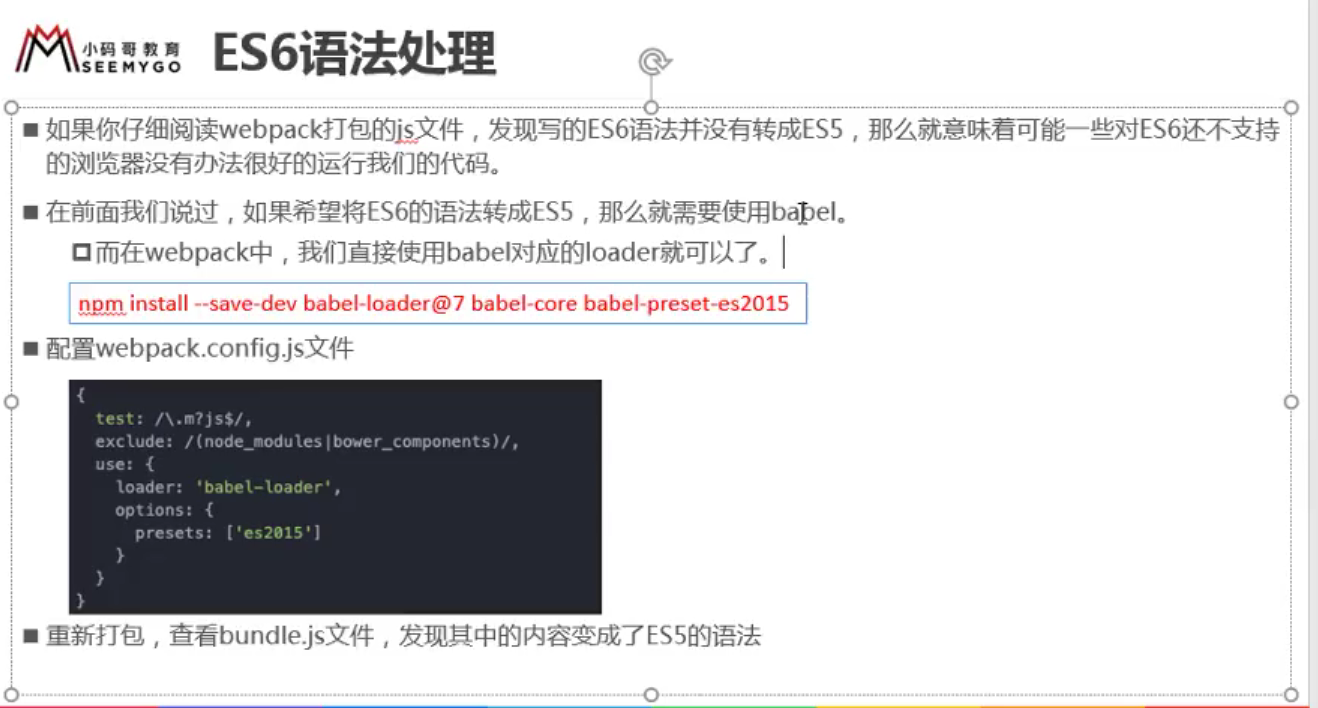 小码哥教育
SEEMYGO
ES6语法处理
如果你仔细阅读webpack打包的js文件，发现写的ES6语法并没有转成ES5，那么就意味着可能一些对ES6还不支持
的浏览器没有办法很好的运行我们的代码。
在前面我们说过，如果希望将ES6的语法转成ES5，那么就需要使用babel。
而在webpack中，我们直接使用babel对应的loader就可以了。
npm install --save-dev babel-loader@7 babel-core babel-preset-es2015
配置webpack.config.js文件
{
test: /\.m?js$/,
exclude: /(node_modules|bower_components)/,
use: {
loader: 'babel-loader',
options: {
presets: ['es2015']
}
}
}
重新打包，查看bundle.js文件，发现其中的内容变成了ES5的语法